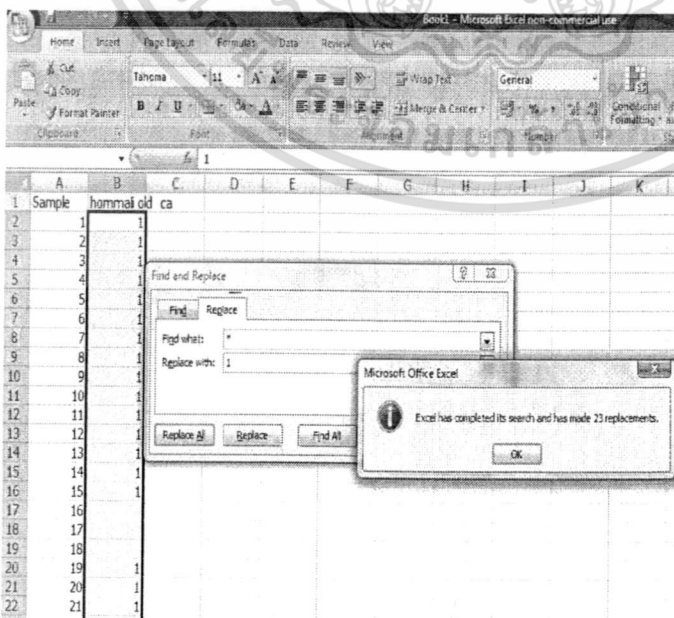 Book1 - Microsoft Excel non-commercial use
Home Insert Page Layout Formulas Data Review View
Cut
Copy
Format Painter
Paste
Tahoma 11 A A
B I U A
Wrap Text
Merge & Center
General
% ,
Conditional
Formatting
Clipboard Font Alignment Number
fx 1
A B C D E F G H I J K
1 Sample hommali old ca
2 1 1
3 2 1
4 3 1
5 4 1
6 5 1
7 6 1
8 7 1
9 8 1
10 9 1
11 10 1
12 11 1
13 12 1
14 13 1
15 14 1
16 15 1
17 16
18 17
19 18
20 19 1
21 20 1
22 21 1
Find and Replace
Find Replace
Find what: *
Replace with: 1
Replace All Replace Find All
Microsoft Office Excel
Excel has completed its search and has made 23 replacements.
OK